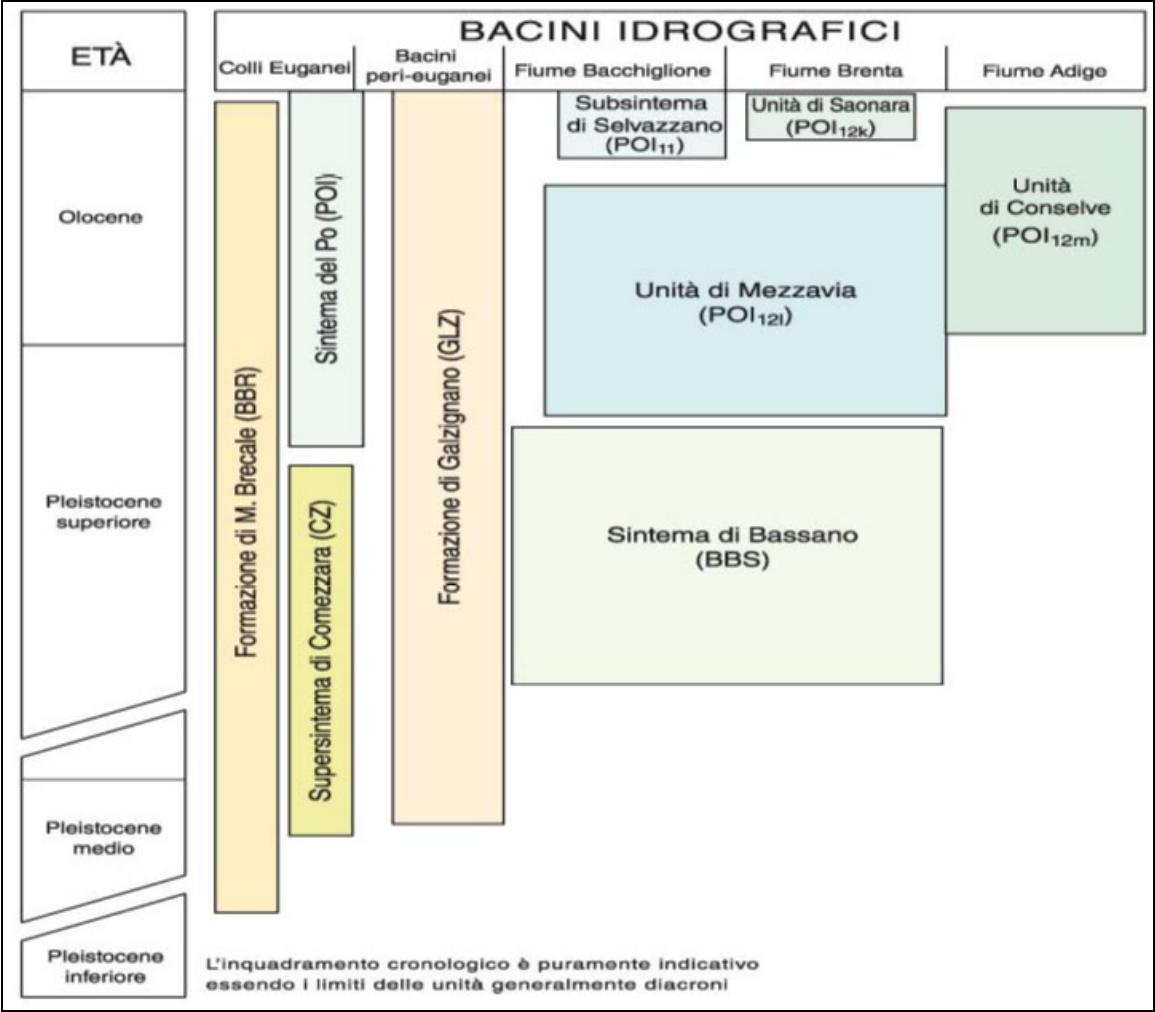 ETÀ
BACINI IDROGRAFICI
Colli Euganei
Bacini
peri-euganei
Fiume Bacchiglione
Fiume Brenta
Fiume Adige
Olocene
Pleistocene
superiore
Pleistocene
medio
Pleistocene
inferiore
Formazione di M. Brecale (BBR)
Sintema del Po (POI)
Supersintema di Comezzara (CZ)
Formazione di Galzignano (GLZ)
Subsintema
di Selvazzano
(POI11)
Unità di Saonara
(POI12k)
Unità
di Conselve
(POI12m)
Unità di Mezzavia
(POI12l)
Sintema di Bassano
(BBS)
L'inquadramento cronologico è puramente indicativo
essendo i limiti delle unità generalmente diacroni